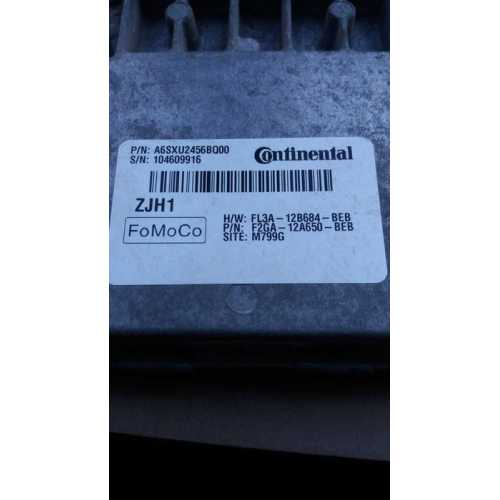 P/N: A6SXU2456BQ00
S/N: 104609916
Continental
ZJH1
FoMoCo
H/W: FL3A-12B684-BEB
P/N: F2GA-12A650-BEB
SITE: M799G